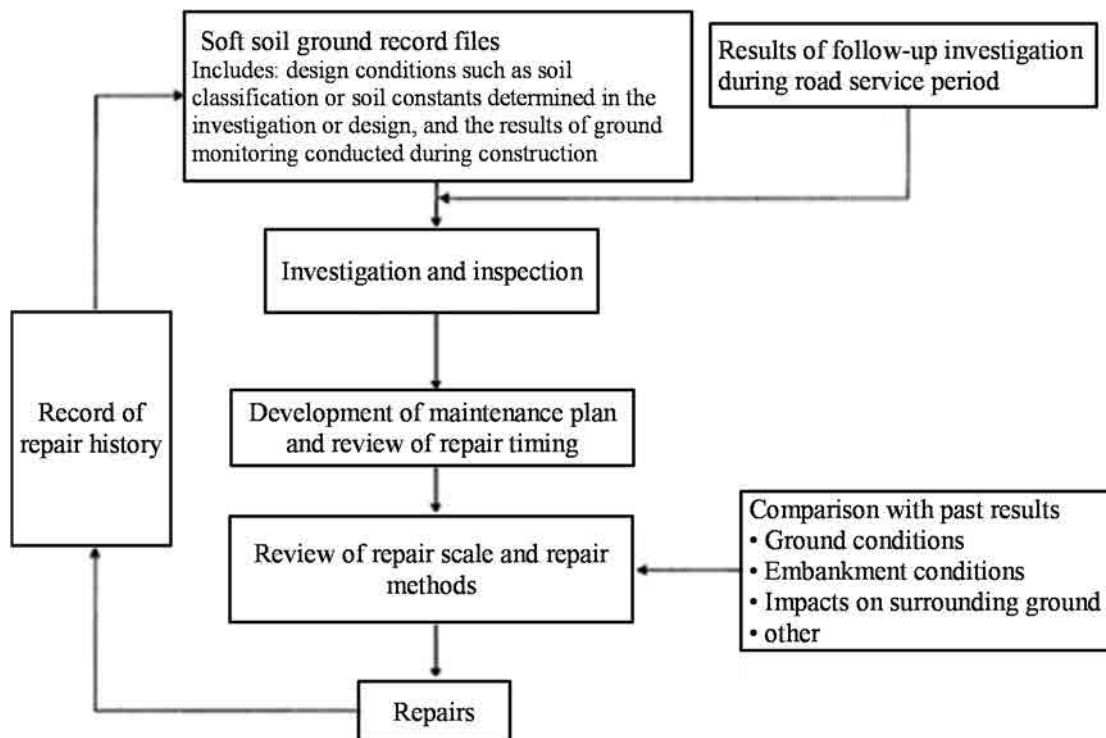 Soft soil ground record files
Includes: design conditions such as soil
classification or soil constants determined in the
investigation or design, and the results of ground
monitoring conducted during construction
Results of follow-up investigation
during road service period
Investigation and inspection
Record of
repair history
Development of maintenance plan
and review of repair timing
Review of repair scale and repair
methods
Comparison with past results
• Ground conditions
• Embankment conditions
• Impacts on surrounding ground
• other
Repairs